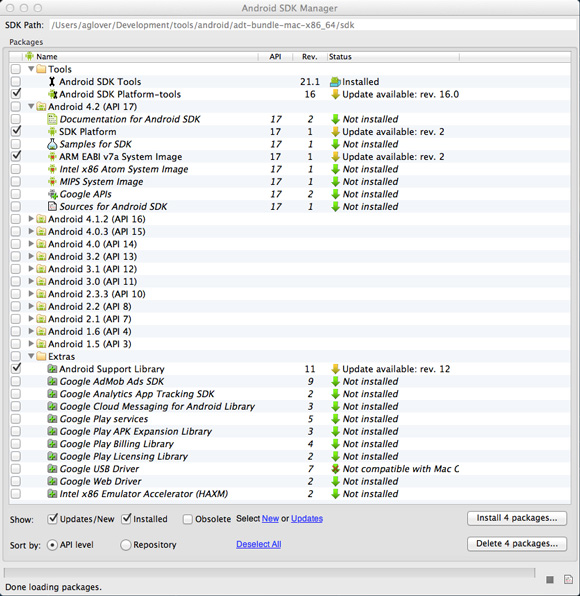 Android SDK Manager
SDK Path: /Users/aglover/Development/tools/android/adt-bundle-mac-x86_64/sdk
Packages
Name API Rev. Status
Tools
Android SDK Tools 21.1 Installed
Android SDK Platform-tools 16 Update available: rev. 16.0
Android 4.2 (API 17)
Documentation for Android SDK 17 2 Not installed
SDK Platform 17 1 Update available: rev. 2
Samples for SDK 17 1 Not installed
ARM EABI v7a System Image 17 1 Update available: rev. 2
Intel x86 Atom System Image 17 1 Not installed
MIPS System Image 17 1 Not installed
Google APIs 17 2 Not installed
Sources for Android SDK 17 1 Not installed
Android 4.1.2 (API 16)
Android 4.0.3 (API 15)
Android 4.0 (API 14)
Android 3.2 (API 13)
Android 3.1 (API 12)
Android 3.0 (API 11)
Android 2.3.3 (API 10)
Android 2.2 (API 8)
Android 2.1 (API 7)
Android 1.6 (API 4)
Android 1.5 (API 3)
Extras
Android Support Library 11 Update available: rev. 12
Google AdMob Ads SDK 9 Not installed
Google Analytics App Tracking SDK 2 Not installed
Google Cloud Messaging for Android Library 3 Not installed
Google Play services 5 Not installed
Google Play APK Expansion Library 3 Not installed
Google Play Billing Library 4 Not installed
Google Play Licensing Library 2 Not installed
Google USB Driver 7 Not compatible with Mac O
Google Web Driver 2 Not installed
Intel x86 Emulator Accelerator (HAXM) 2 Not installed
Show: Updates/New Installed Obsolete Select New or Updates Install 4 packages...
Sort by: API level Repository Deselect All Delete 4 packages...
Done loading packages.